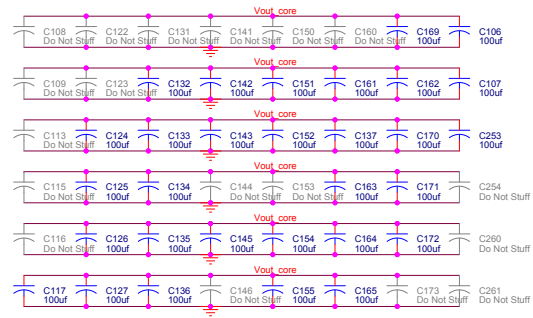 Vout_core
C108 C122 C131 C141 C150 C160 C169 C106
Do Not Stuff Do Not Stuff Do Not Stuff Do Not Stuff Do Not Stuff Do Not Stuff 100uf 100uf
Vout_core
C109 C123 C132 C142 C151 C161 C162 C107
Do Not Stuff Do Not Stuff 100uf 100uf 100uf 100uf 100uf 100uf
Vout_core
C113 C124 C133 C143 C152 C137 C170 C253
Do Not Stuff 100uf 100uf 100uf 100uf 100uf 100uf 100uf
Vout_core
C115 C125 C134 C144 C153 C163 C171 C254
Do Not Stuff 100uf 100uf Do Not Stuff Do Not Stuff 100uf 100uf Do Not Stuff
Vout_core
C116 C126 C135 C145 C154 C164 C172 C260
Do Not Stuff 100uf 100uf 100uf 100uf 100uf 100uf Do Not Stuff
Vout_core
C117 C127 C136 C146 C155 C165 C173 C261
100uf 100uf 100uf Do Not Stuff 100uf 100uf Do Not Stuff Do Not Stuff